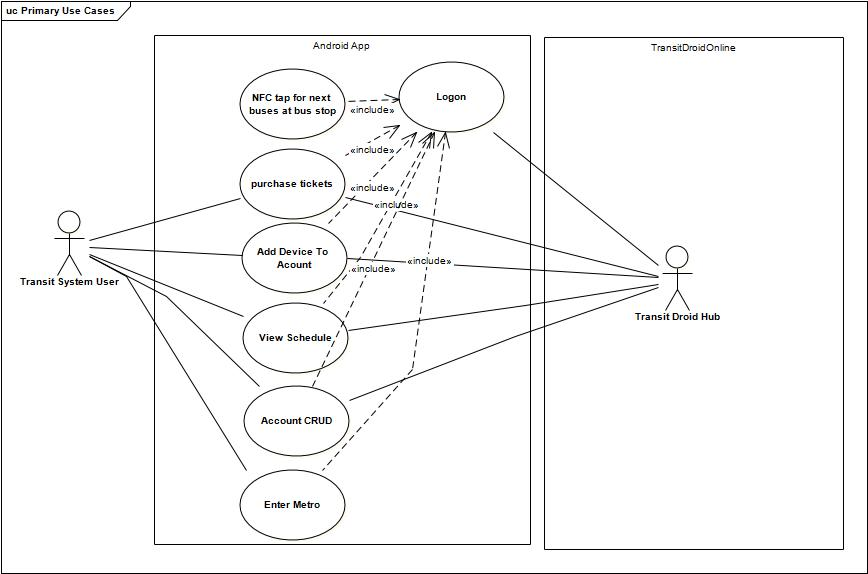 uc Primary Use Cases
Android App
TransitDroidOnline
NFC tap for next
buses at bus stop
Logon
«include»
«include»
purchase tickets
«include»
«include»
Add Device To
Acount
«include»
«include»
Transit System User
Transit Droid Hub
View Schedule
Account CRUD
Enter Metro